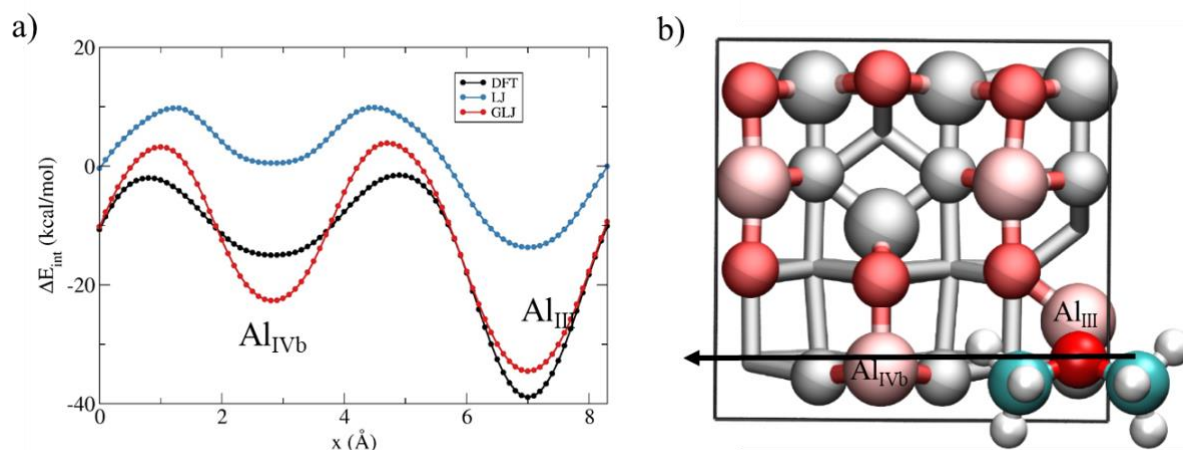 a)
b)
20
0
-20
-40
ΔE_int (kcal/mol)
DFT
LJ
GLJ
Al_IVb
Al_III
0
2
4
6
8
x (Å)
Al_III
Al_IVb